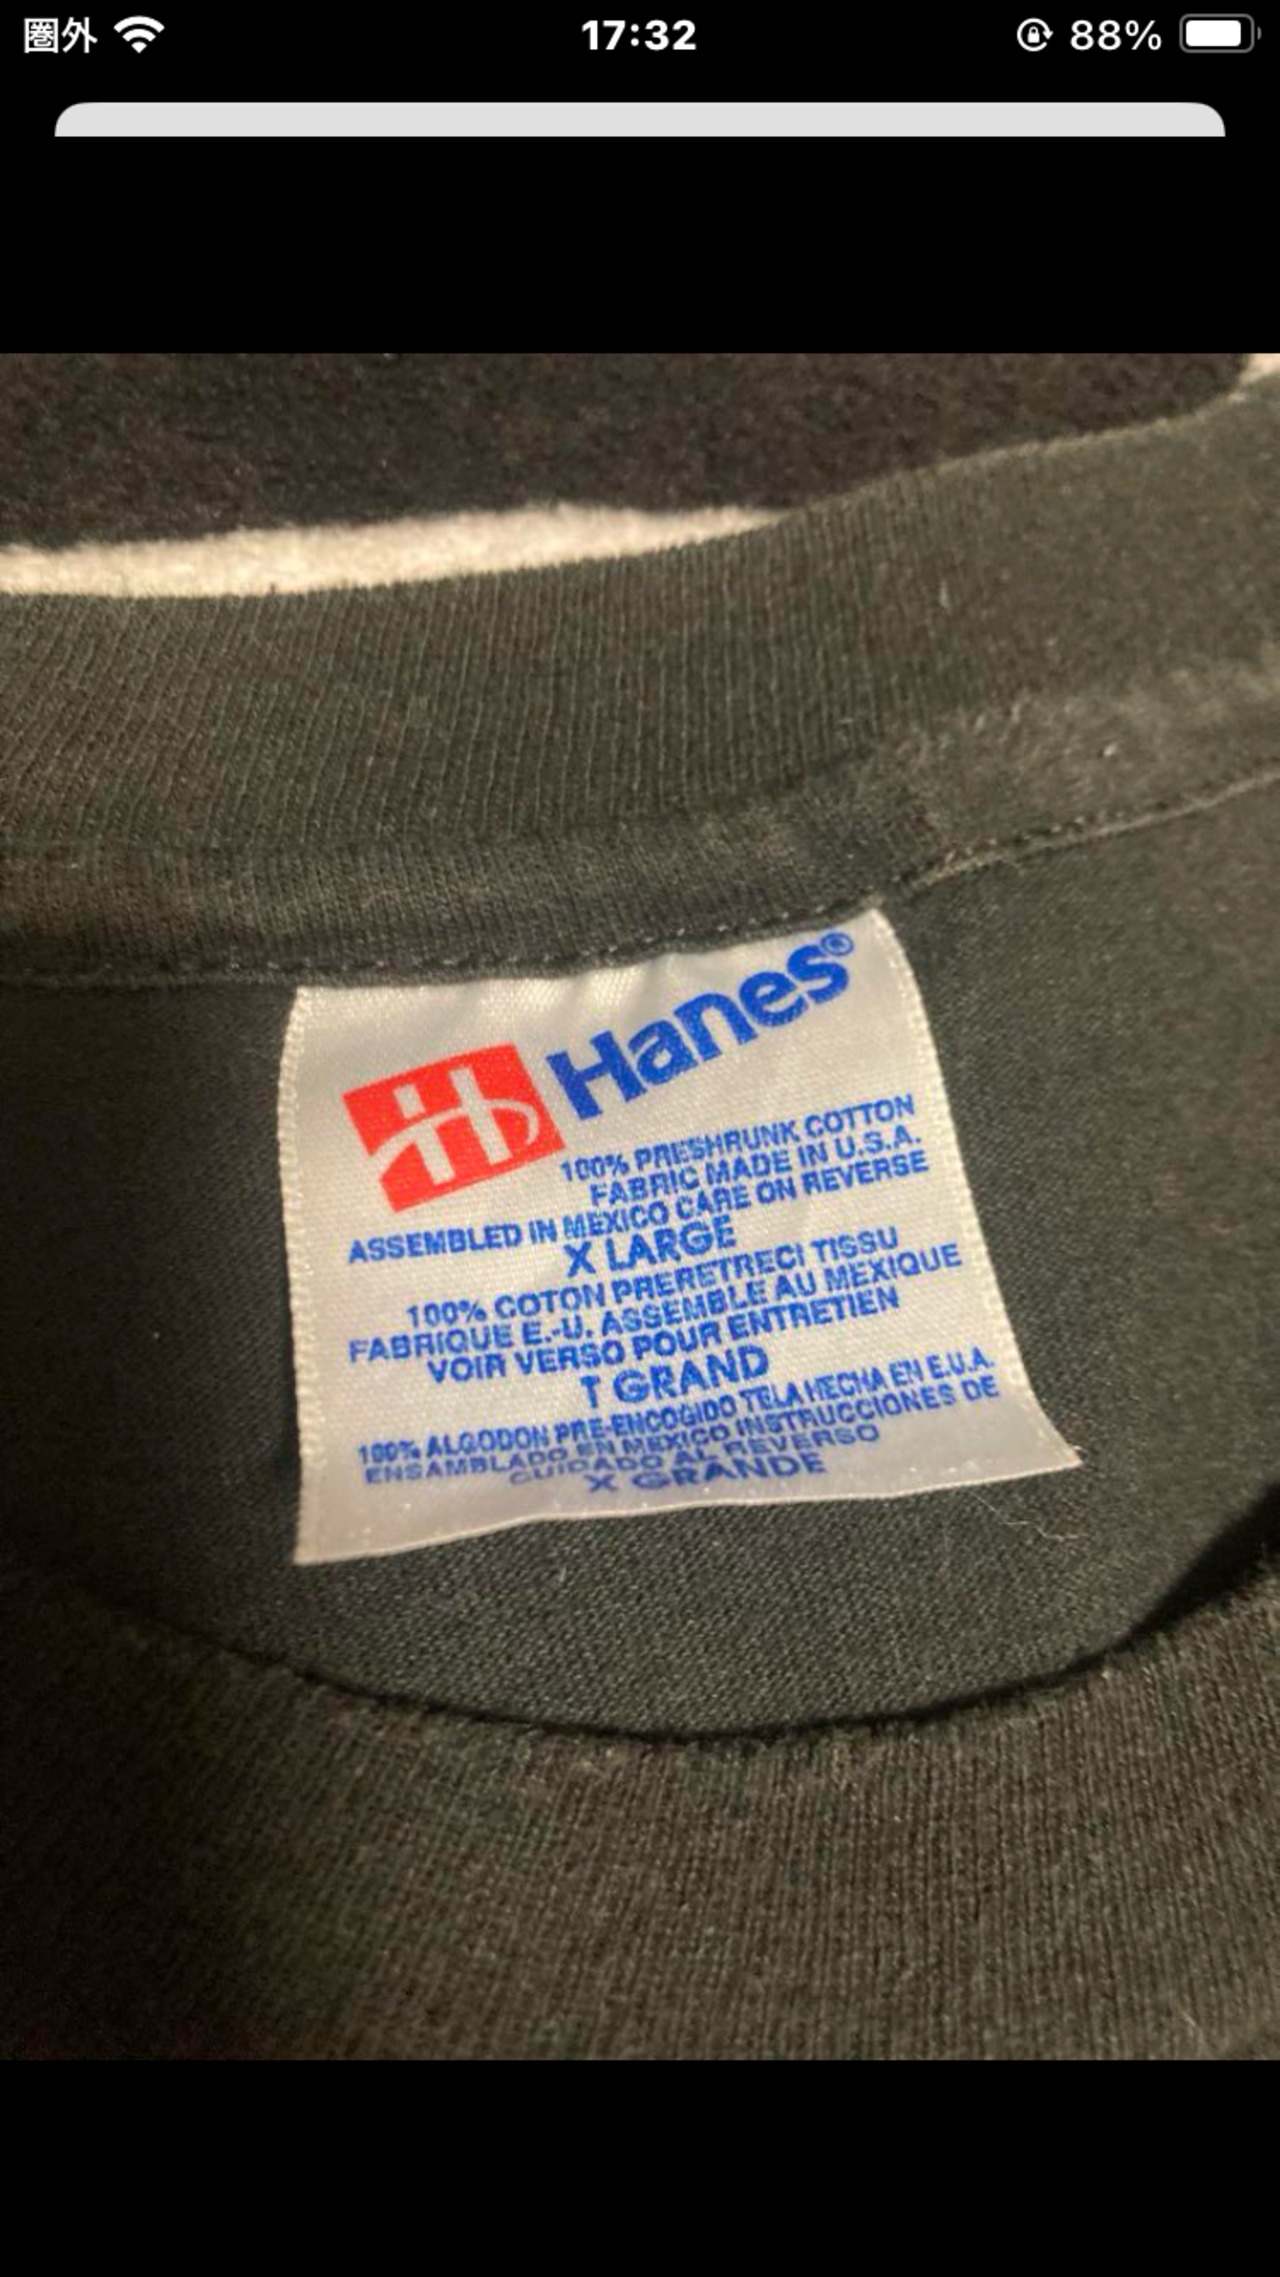 圏外 17:32 88%
Hanes®
100% PRESHRUNK COTTON
FABRIC MADE IN U.S.A.
ASSEMBLED IN MEXICO CARE ON REVERSE
X LARGE
100% COTON PRERETRECI TISSU
FABRIQUE E.-U. ASSEMBLE AU MEXIQUE
VOIR VERSO POUR ENTRETIEN
T GRAND
100% ALGODON PRE-ENCOGIDO TELA HECHA EN E.U.A.
ENSAMBLADO EN MEXICO INSTRUCCIONES DE
CUIDADO AL REVERSO
X GRANDE